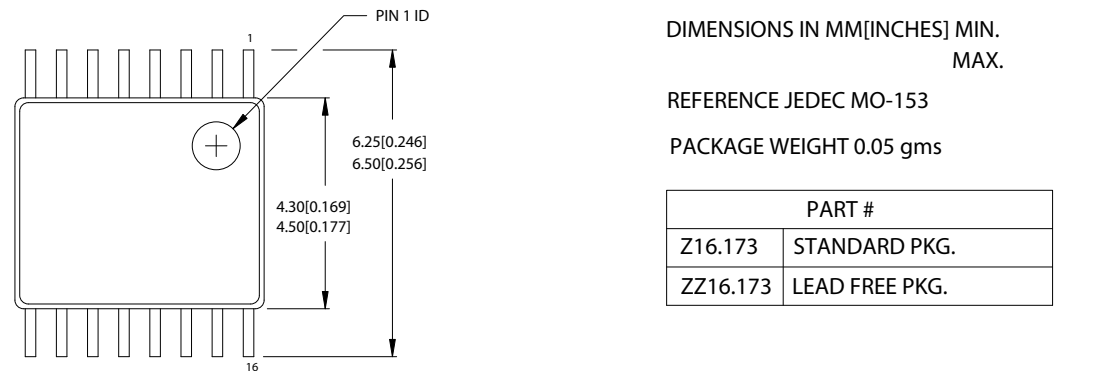 PIN 1 ID
1
6.25[0.246]
6.50[0.256]
4.30[0.169]
4.50[0.177]
16
DIMENSIONS IN MM[INCHES] MIN.
MAX.
REFERENCE JEDEC MO-153
PACKAGE WEIGHT 0.05 gms
PART #
Z16.173 STANDARD PKG.
ZZ16.173 LEAD FREE PKG.